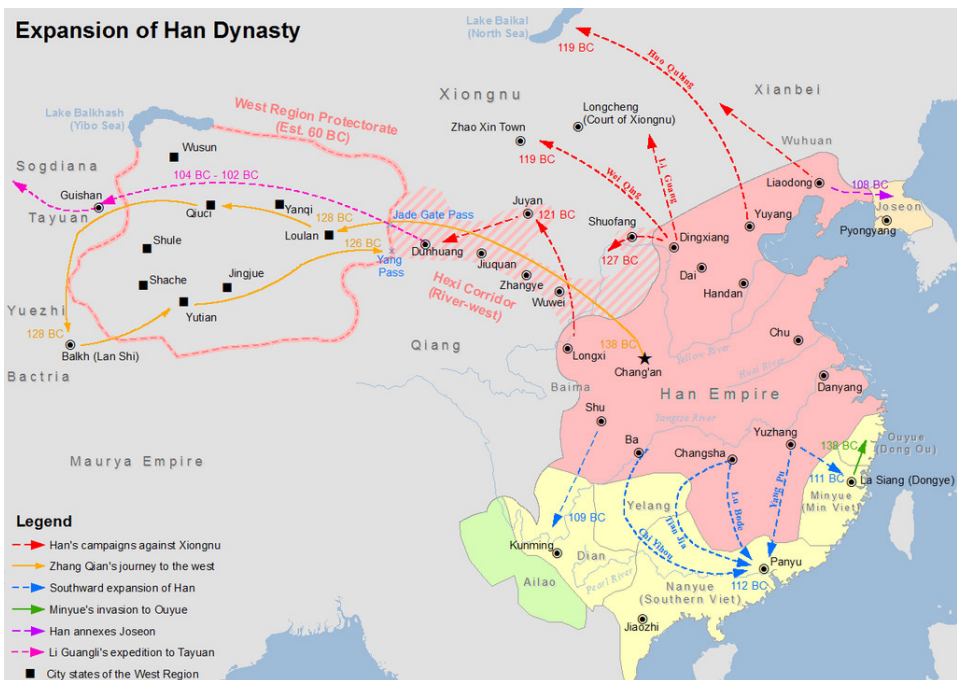 Expansion of Han Dynasty
Lake Baikal
(North Sea)
119 BC
Huo Qubing
Xianbei
Xiongnu
Longcheng
(Court of Xiongnu)
Zhao Xin Town
119 BC
Li Guang
Wei Qing
Wuhuan
Liaodong
108 BC
Joseon
Pyongyang
Lake Balkhash
(Yibo Sea)
West Region Protectorate
(Est. 60 BC)
Wusun
Sogdiana
104 BC - 102 BC
Guishan
Tayuan
Qiuci
Yanqi
Loulan
128 BC
126 BC
Jade Gate Pass
Yang
Pass
Dunhuang
Juyan
121 BC
Jiuquan
Zhangye
Wuwei
Hexi Corridor
(River-west)
Shuofang
127 BC
Dingxiang
Yuyang
Dai
Handan
Shule
Shache
Jingjue
Yutian
Yuezhi
128 BC
Balkh (Lan Shi)
Bactria
Qiang
Longxi
138 BC
Chang'an
Yellow River
Huai River
Chu
Danyang
Han Empire
Baima
Shu
Ba
Yangtze River
Changsha
Yuzhang
138 BC
Ouyue
(Dong Ou)
111 BC
La Siang (Dongye)
Minyue
(Min Viet)
Maurya Empire
109 BC
Yelang
Chi Yihou
Tian Jia
Lu Bode
Yang Pu
Kunming
Dian
Ailao
Pearl River
Nanyue
(Southern Viet)
Panyu
112 BC
Jiaozhi
Legend
Han's campaigns against Xiongnu
Zhang Qian's journey to the west
Southward expansion of Han
Minyue's invasion to Ouyue
Han annexes Joseon
Li Guangli's expedition to Tayuan
City states of the West Region